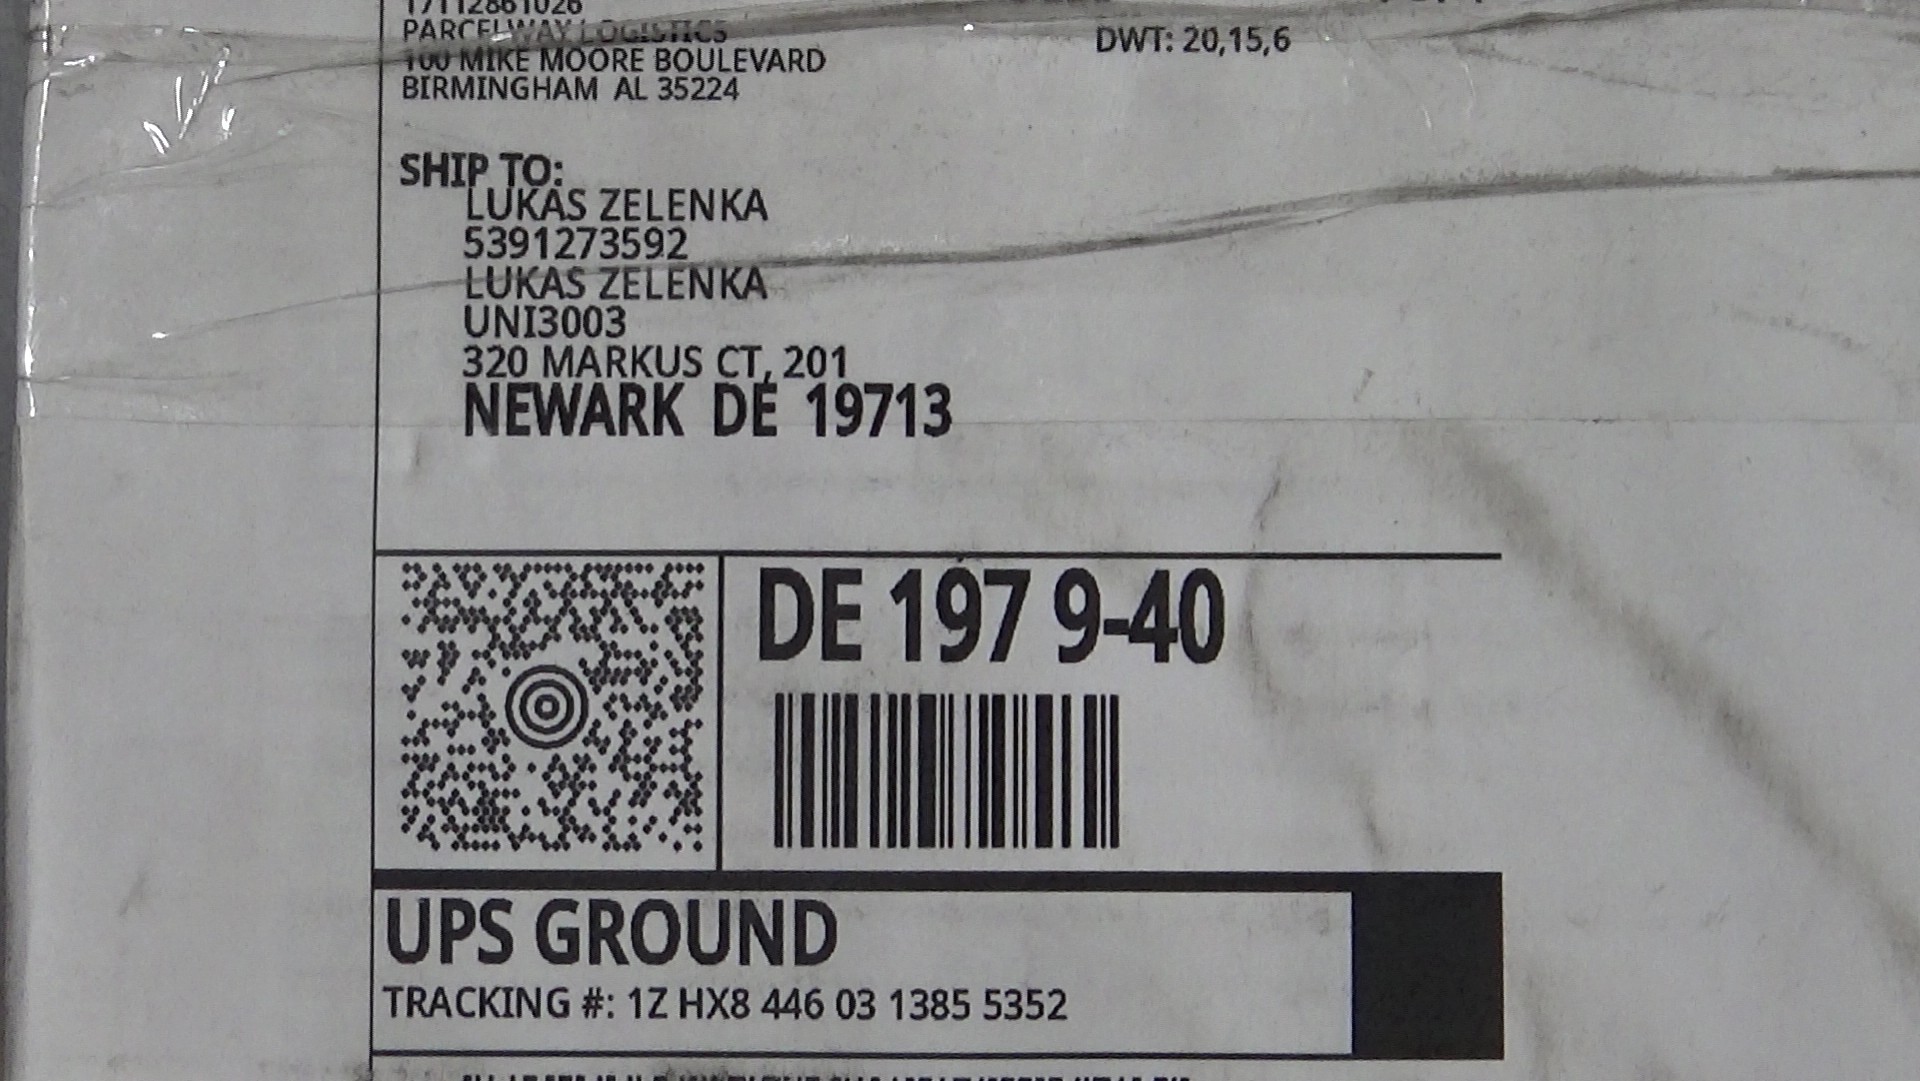 17112861026
PARCELWAY LOGISTICS
100 MIKE MOORE BOULEVARD
BIRMINGHAM AL 35224
DWT: 20,15,6
SHIP TO:
LUKAS ZELENKA
5391273592
LUKAS ZELENKA
UNI3003
320 MARKUS CT, 201
NEWARK DE 19713
DE 197 9-40
UPS GROUND
TRACKING #: 1Z HX8 446 03 1385 5352